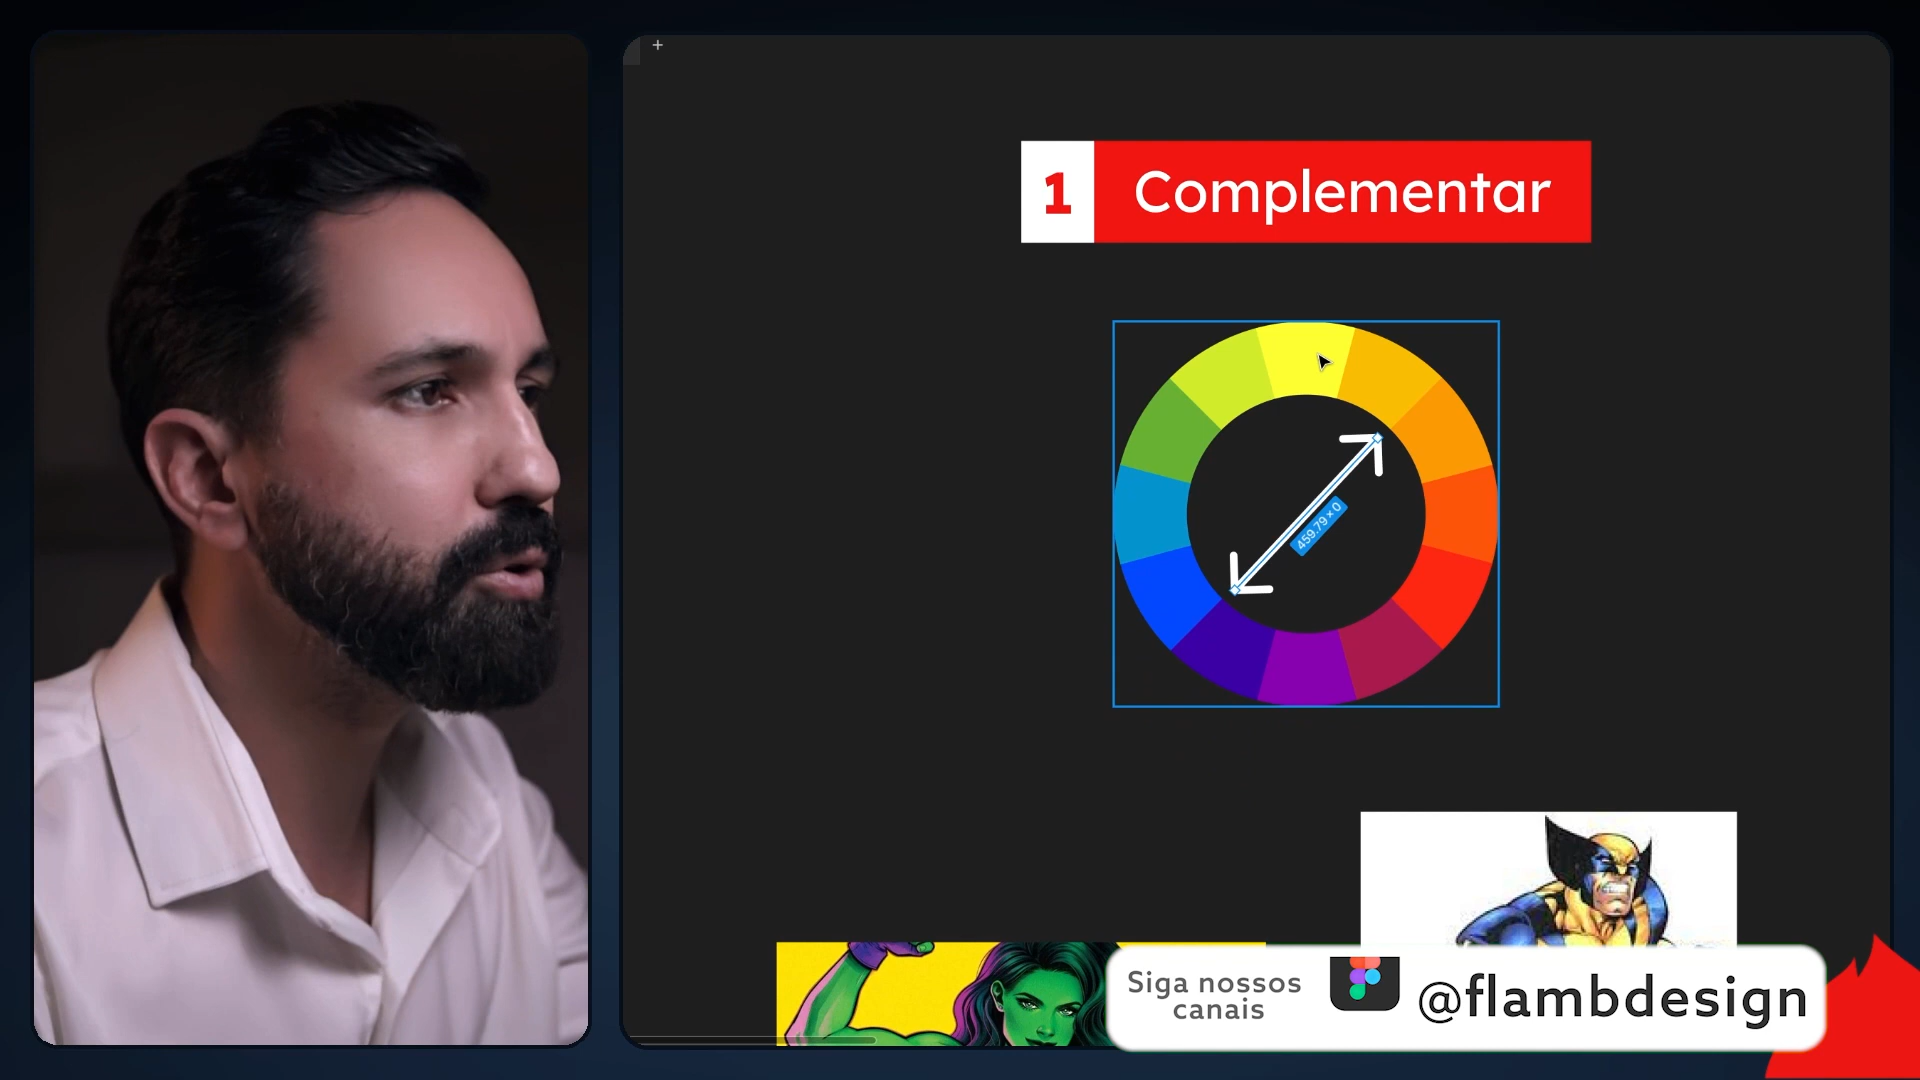 1 Complementar
459.79 × 0
Siga nossos
canais
@flambdesign